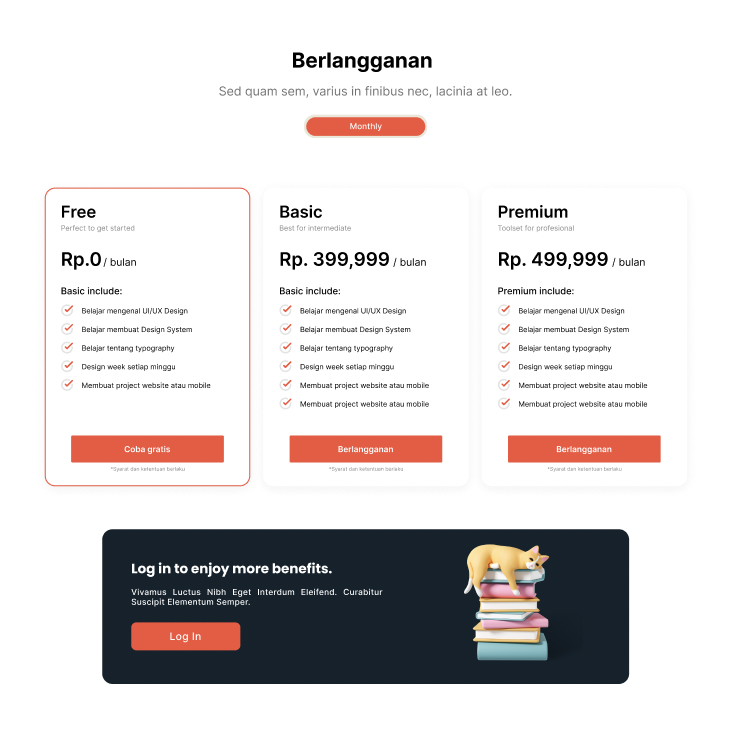 Berlangganan
Sed quam sem, varius in finibus nec, lacinia at leo.
Monthly
Free
Perfect to get started
Rp.0 / bulan
Basic include:
Belajar mengenal UI/UX Design
Belajar membuat Design System
Belajar tentang typography
Design week setiap minggu
Membuat project website atau mobile
Coba gratis
*Syarat dan ketentuan berlaku
Basic
Best for intermediate
Rp. 399,999 / bulan
Basic include:
Belajar mengenal UI/UX Design
Belajar membuat Design System
Belajar tentang typography
Design week setiap minggu
Membuat project website atau mobile
Membuat project website atau mobile
Berlangganan
*Syarat dan ketentuan berlaku
Premium
Toolset for profesional
Rp. 499,999 / bulan
Premium include:
Belajar mengenal UI/UX Design
Belajar membuat Design System
Belajar tentang typography
Design week setiap minggu
Membuat project website atau mobile
Membuat project website atau mobile
Berlangganan
*Syarat dan ketentuan berlaku
Log in to enjoy more benefits.
Vivamus Luctus Nibh Eget Interdum Eleifend. Curabitur
Suscipit Elementum Semper.
Log In